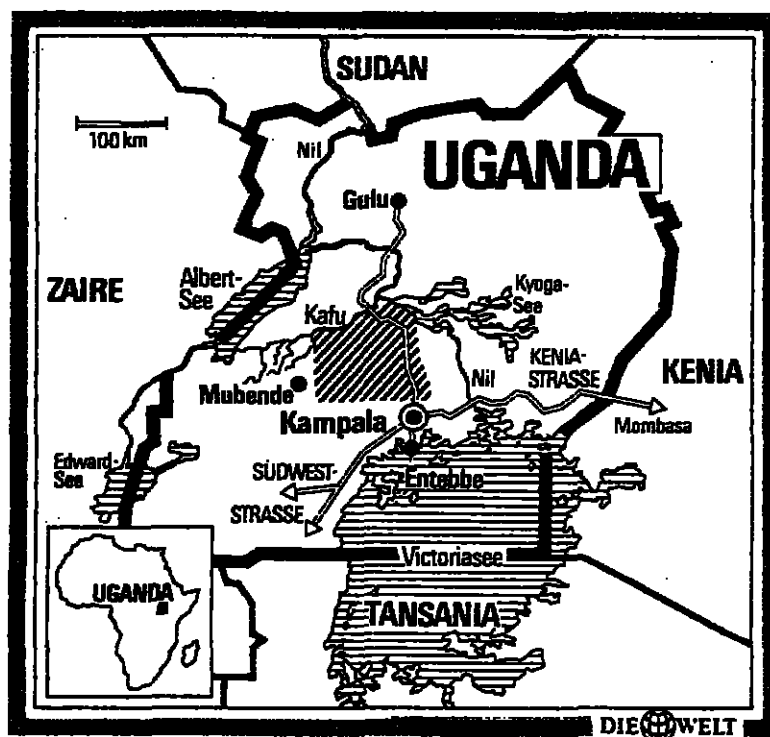 SUDAN
100 km
Nil
UGANDA
Gulu
Albert-
See
Kyoga-
See
ZAIRE
Kafu
KENIA-
STRASSE
KENIA
Nil
Mubende
Kampala
Mombasa
Edward-
See
SÜDWEST-
STRASSE
Entebbe
Victoriasee
UGANDA
TANSANIA
DIE WELT